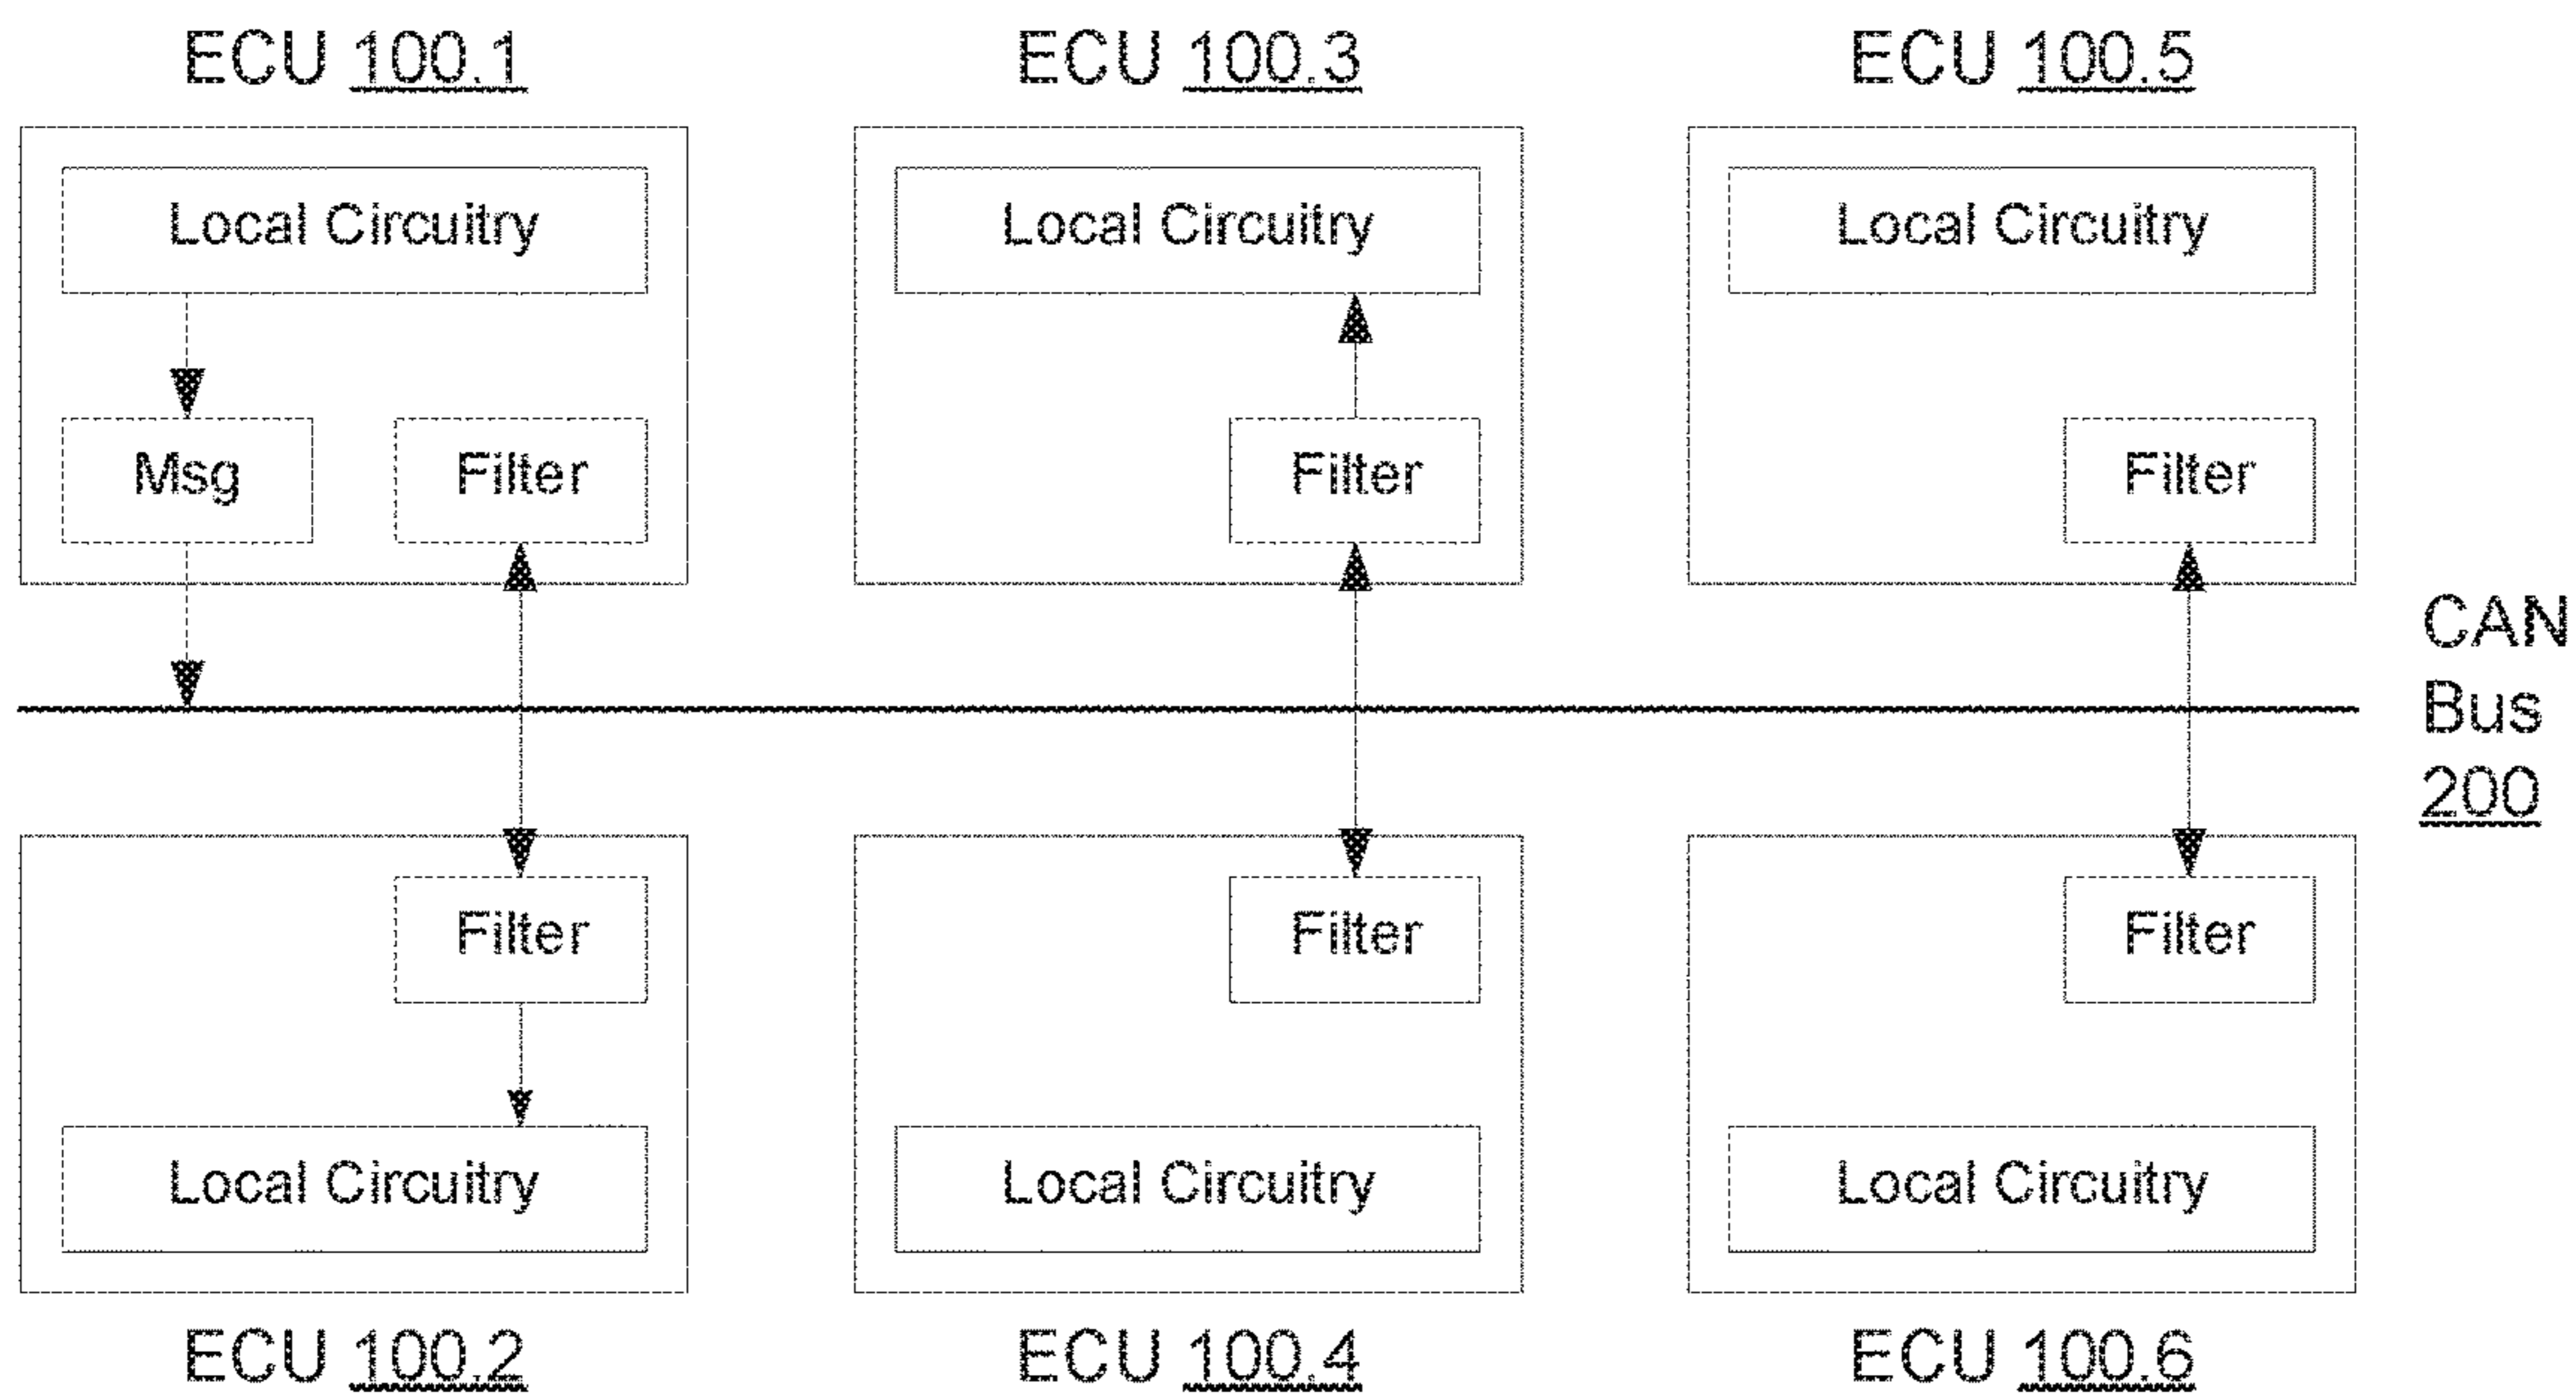 ECU 100.1
ECU 100.3
ECU 100.5
Local Circuitry
Local Circuitry
Local Circuitry
Msg
Filter
Filter
Filter
CAN
Bus
200
Filter
Filter
Filter
Local Circuitry
Local Circuitry
Local Circuitry
ECU 100.2
ECU 100.4
ECU 100.6